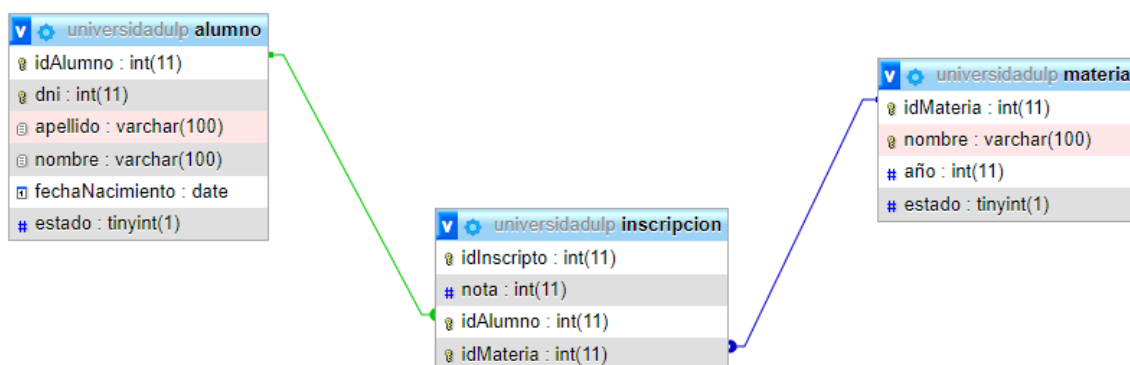 universidadulp alumno
idAlumno : int(11)
dni : int(11)
apellido : varchar(100)
nombre : varchar(100)
fechaNacimiento : date
estado : tinyint(1)
universidadulp materia
idMateria : int(11)
nombre : varchar(100)
año : int(11)
estado : tinyint(1)
universidadulp inscripcion
idInscripto : int(11)
nota : int(11)
idAlumno : int(11)
idMateria : int(11)